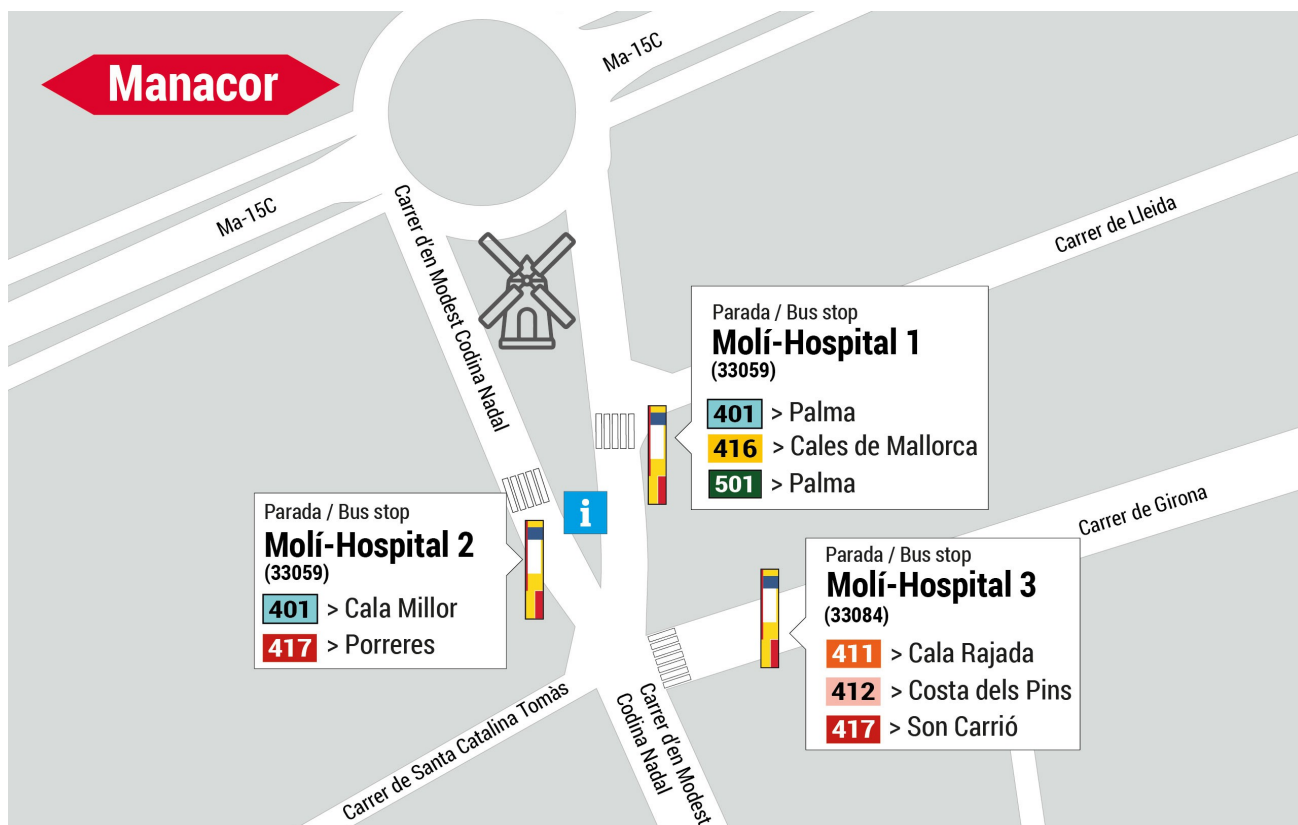 Manacor
Ma-15C
Ma-15C
Carrer d'en Modest Codina Nadal
Carrer de Lleida
Parada / Bus stop
Molí-Hospital 1
(33059)
401 > Palma
416 > Cales de Mallorca
501 > Palma
i
Parada / Bus stop
Molí-Hospital 2
(33059)
401 > Cala Millor
417 > Porreres
Carrer de Girona
Parada / Bus stop
Molí-Hospital 3
(33084)
411 > Cala Rajada
412 > Costa dels Pins
417 > Son Carrió
Carrer de Santa Catalina Tomàs
Carrer d'en Modest
Codina Nadal